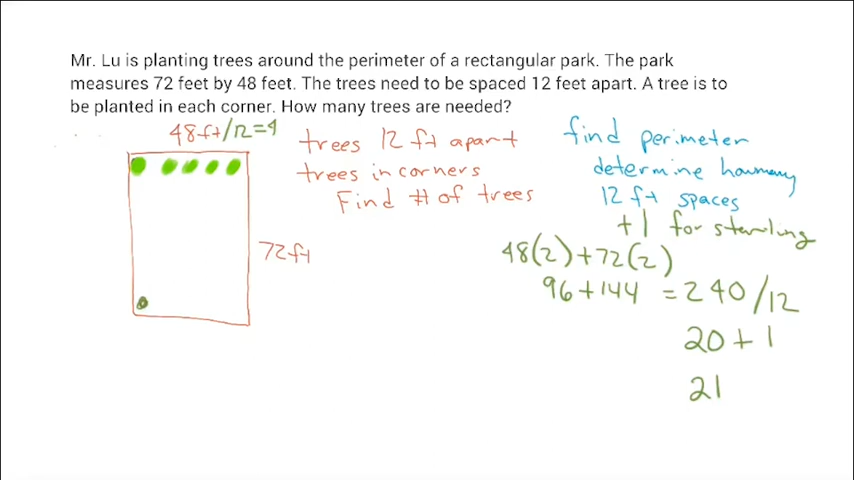 Mr. Lu is planting trees around the perimeter of a rectangular park. The park
measures 72 feet by 48 feet. The trees need to be spaced 12 feet apart. A tree is to
be planted in each corner. How many trees are needed?
48ft/12=4
trees 12 ft apart
trees in corners
Find # of trees
72ft
find perimeter
determine how many
12 ft spaces
+1 for starting
48(2)+72(2)
96+144 =240/12
20+1
21